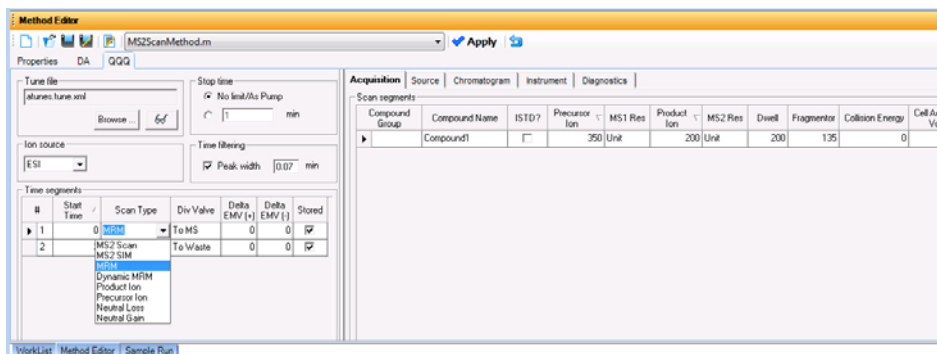 Method Editor
MS2ScanMethod.m Apply
Properties DA QQQ
Tune file
atunes.tune.xml
Browse ...
Stop time
No limit/As Pump
1 min
Ion source
ESI
Time filtering
Peak width 0.07 min
Time segments
# Start Time Scan Type Div Valve Delta EMV (+) Delta EMV (-) Stored
1 0 MRM To MS 0 0
2 To Waste 0 0
MS2 Scan
MS2 SIM
MRM
Dynamic MRM
Product Ion
Precursor Ion
Neutral Loss
Neutral Gain
Acquisition Source Chromatogram Instrument Diagnostics
Scan segments
Compound Group Compound Name ISTD? Precursor Ion MS1 Res Product Ion MS2 Res Dwell Fragmentor Collision Energy Cell A
Compound1 350 Unit 200 Unit 200 135 0
WorkList Method Editor Sample Run